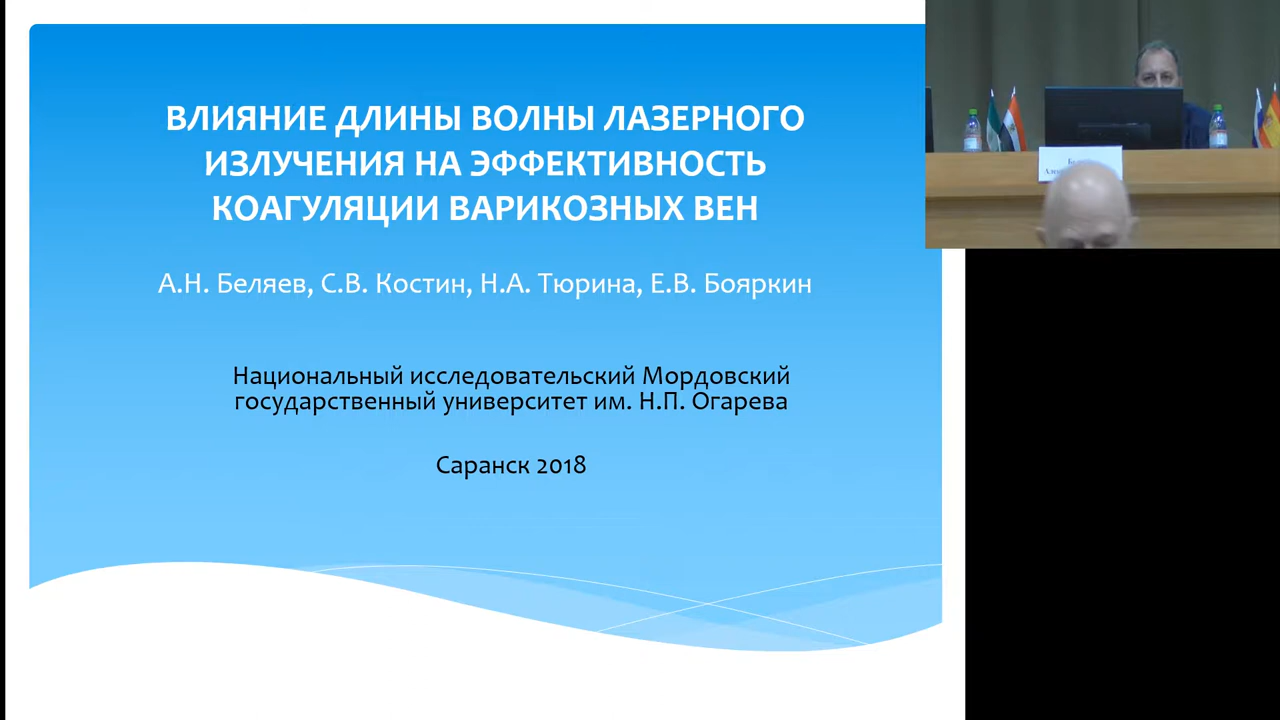 ВЛИЯНИЕ ДЛИНЫ ВОЛНЫ ЛАЗЕРНОГО
ИЗЛУЧЕНИЯ НА ЭФФЕКТИВНОСТЬ
КОАГУЛЯЦИИ ВАРИКОЗНЫХ ВЕН
А.Н. Беляев, С.В. Костин, Н.А. Тюрина, Е.В. Бояркин
Национальный исследовательский Мордовский
государственный университет им. Н.П. Огарева
Саранск 2018